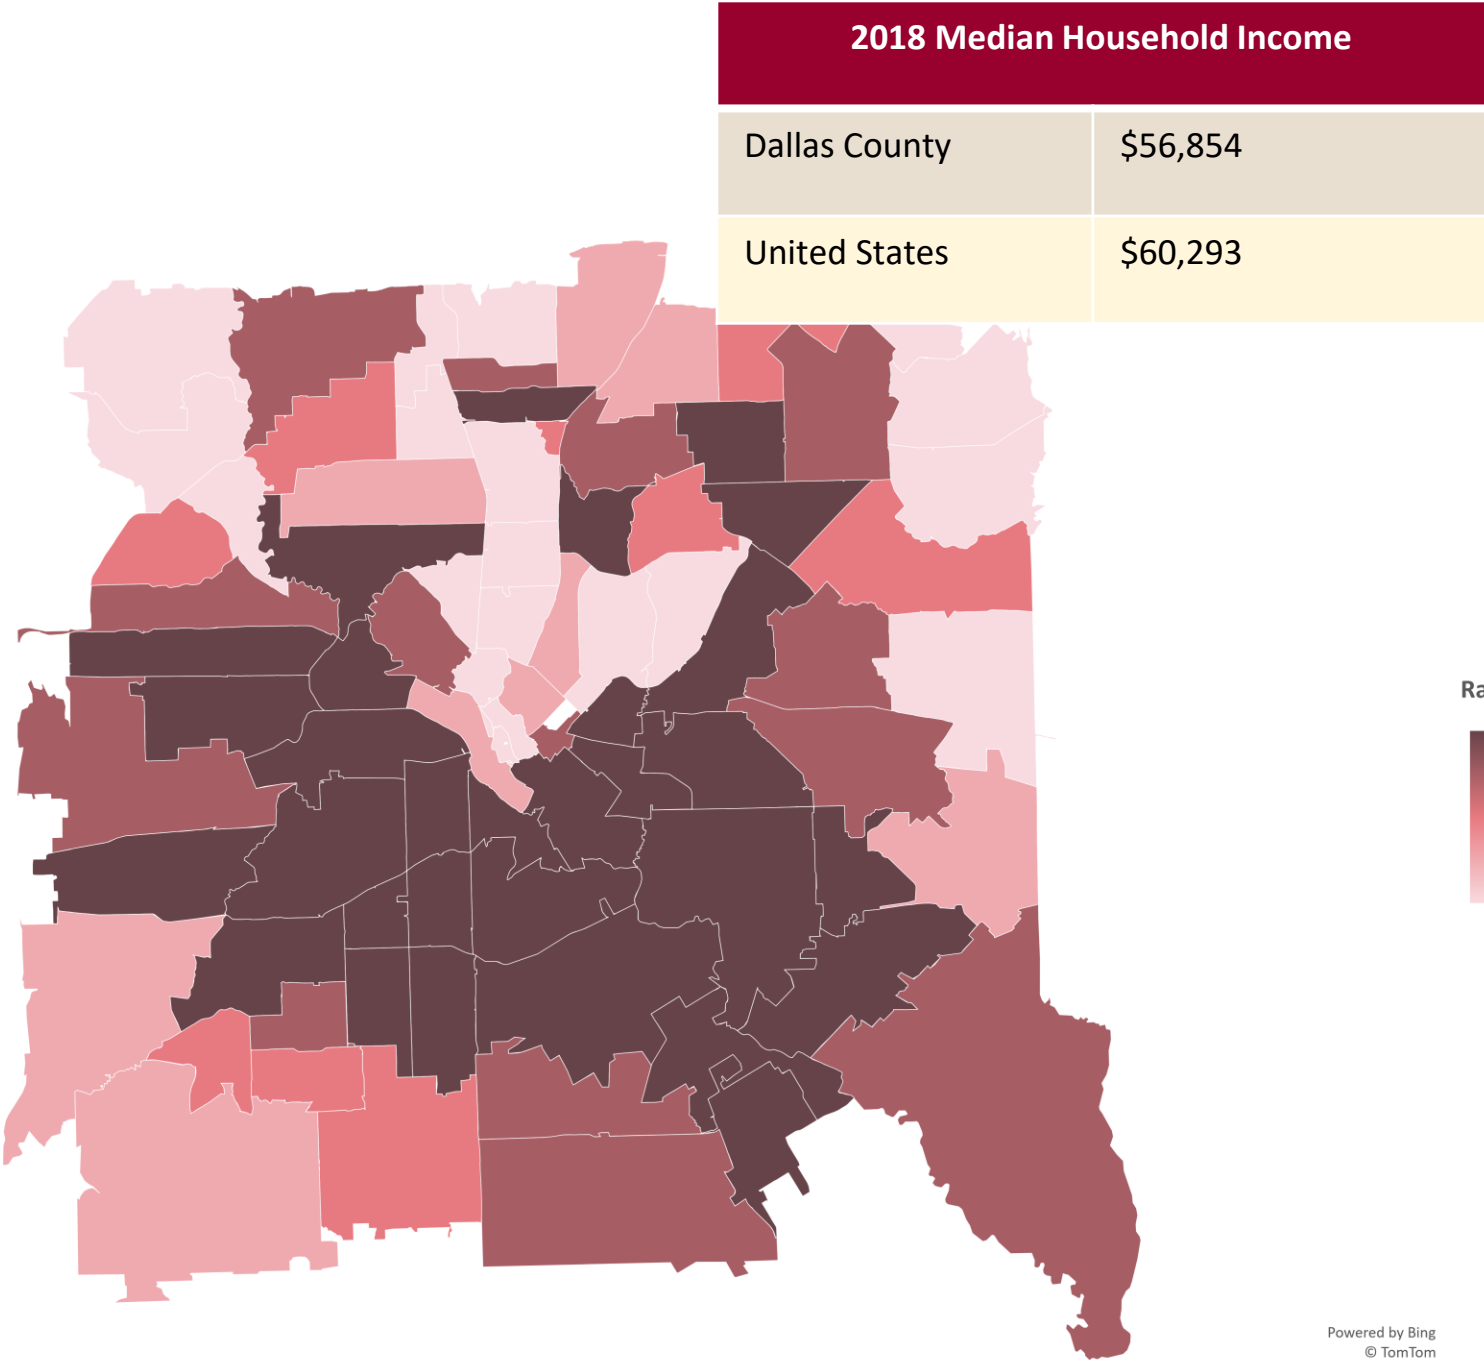 2018 Median Household Income
Dallas County $56,854
United States $60,293
Ra
Powered by Bing
© TomTom